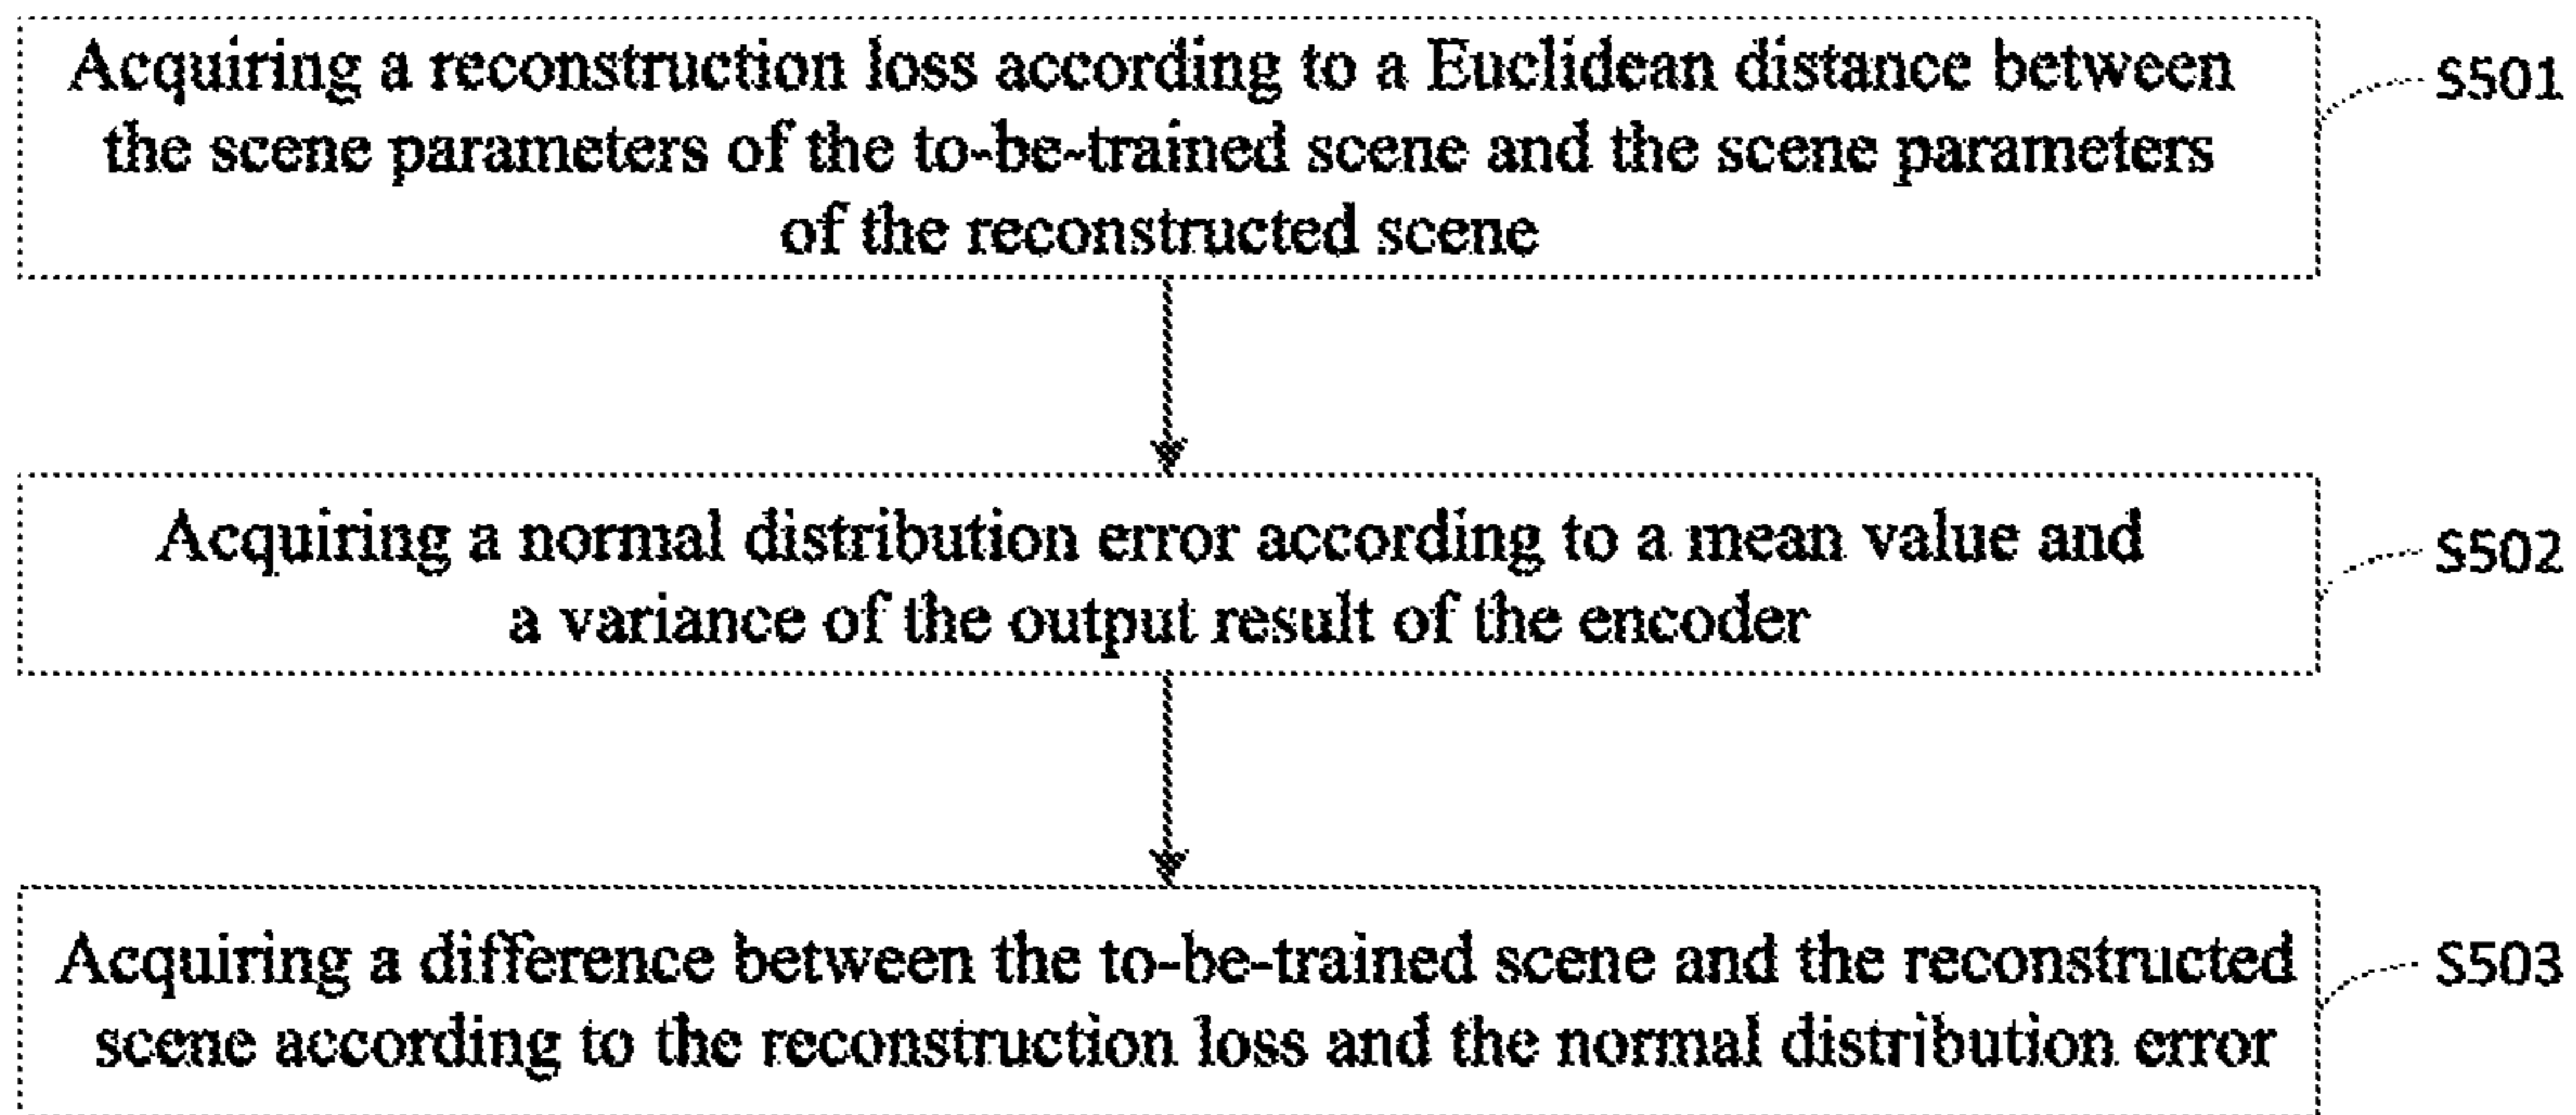 Acquiring a reconstruction loss according to a Euclidean distance between
the scene parameters of the to-be-trained scene and the scene parameters
of the reconstructed scene
S501
Acquiring a normal distribution error according to a mean value and
a variance of the output result of the encoder
S502
Acquiring a difference between the to-be-trained scene and the reconstructed
scene according to the reconstruction loss and the normal distribution error
S503